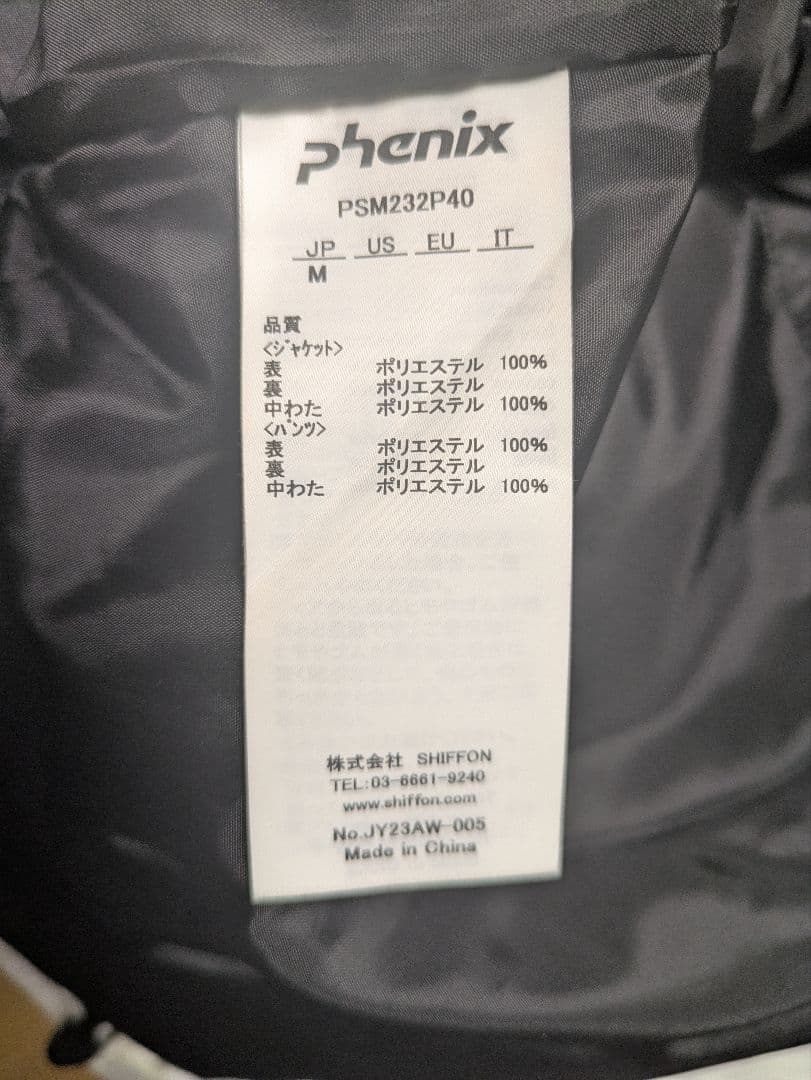 phenix
PSM232P40
JP US EU IT
M
品質
<ｼﾞｬｹｯﾄ>
表 ポリエステル 100%
裏 ポリエステル
中わた ポリエステル 100%
<ﾊﾟﾝﾂ>
表 ポリエステル 100%
裏 ポリエステル
中わた ポリエステル 100%
株式会社 SHIFFON
TEL:03-6661-9240
www.shiffon.com
No.JY23AW-005
Made in China